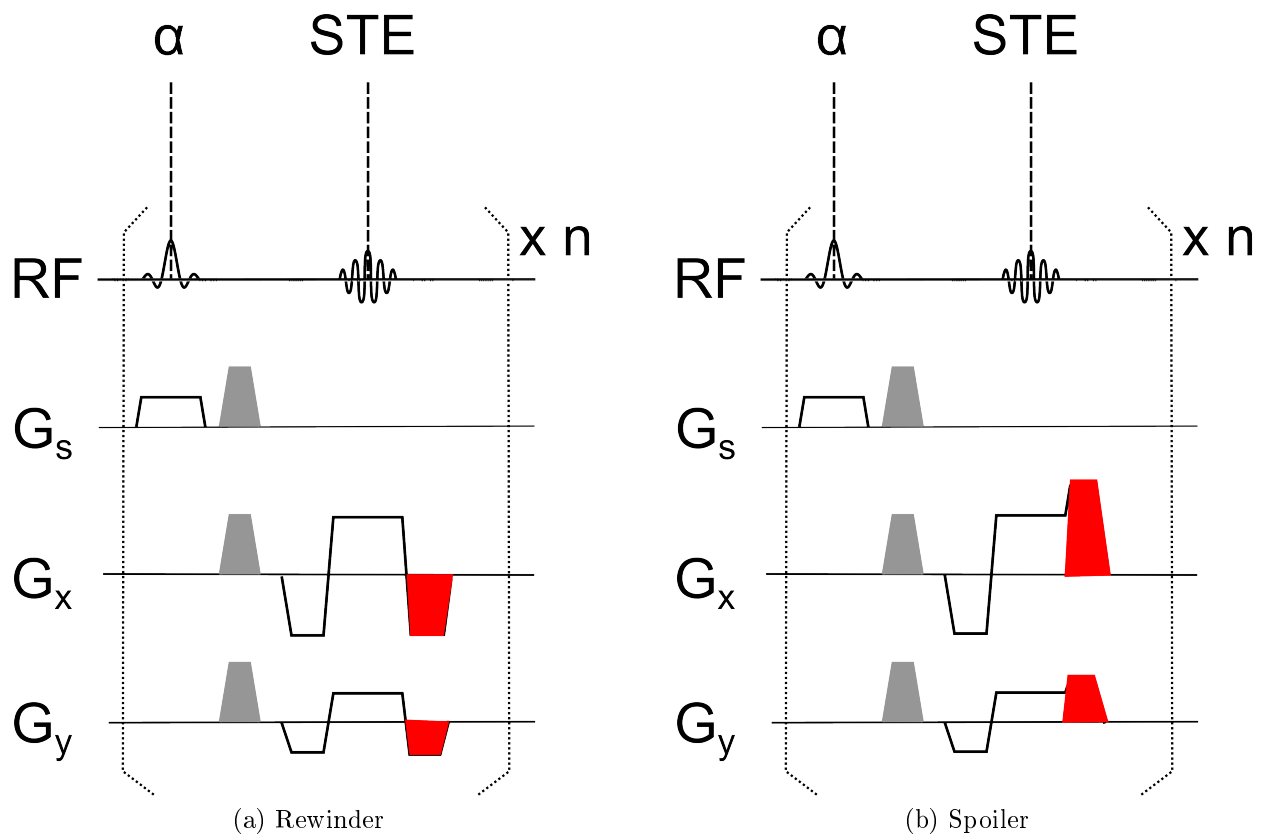 α STE α STE
x n x n
RF RF
Gs Gs
Gx Gx
Gy Gy
(a) Rewinder (b) Spoiler